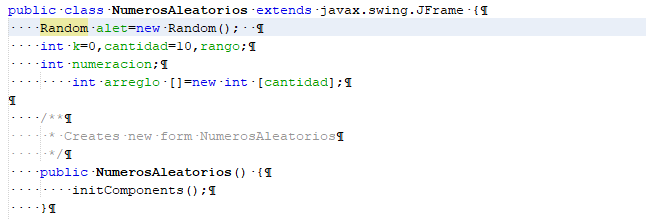 public class NumerosAleatorios extends javax.swing.JFrame {¶
····Random·alet=new·Random();··¶
····int·k=0,cantidad=10,rango;¶
····int·numeracion;¶
········int·arreglo·[]=new·int·[cantidad];¶
¶
····/**¶
·····*·Creates·new·form·NumerosAleatorios¶
·····*/¶
····public·NumerosAleatorios()·{¶
········initComponents();¶
····}¶